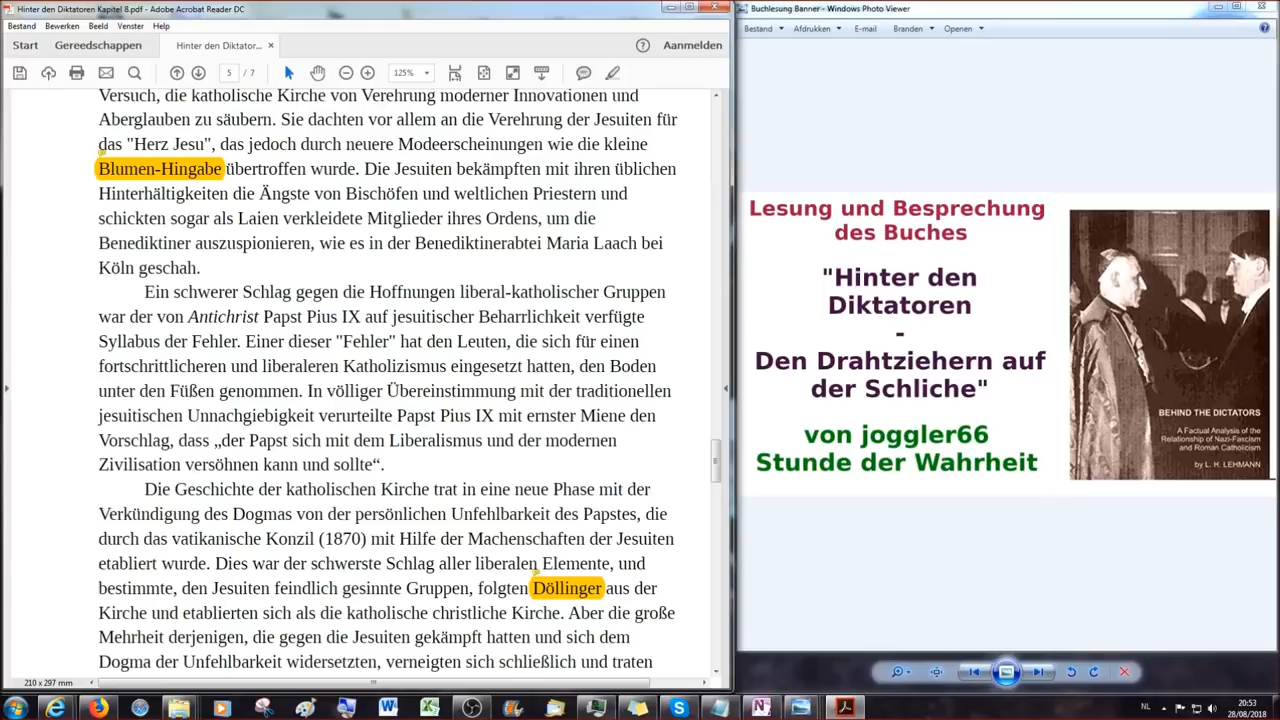 Hinter den Diktatoren Kapitel 8.pdf - Adobe Acrobat Reader DC
Bestand Bewerken Beeld Venster Help
Start Gereedschappen Hinter den Diktator... × Aanmelden
5 / 7 125%
Versuch, die katholische Kirche von Verehrung moderner Innovationen und
Aberglauben zu säubern. Sie dachten vor allem an die Verehrung der Jesuiten für
das "Herz Jesu", das jedoch durch neuere Modeerscheinungen wie die kleine
Blumen-Hingabe übertroffen wurde. Die Jesuiten bekämpften mit ihren üblichen
Hinterhältigkeiten die Ängste von Bischöfen und weltlichen Priestern und
schickten sogar als Laien verkleidete Mitglieder ihres Ordens, um die
Benediktiner auszuspionieren, wie es in der Benediktinerabtei Maria Laach bei
Köln geschah.
Ein schwerer Schlag gegen die Hoffnungen liberal-katholischer Gruppen
war der von Antichrist Papst Pius IX auf jesuitischer Beharrlichkeit verfügte
Syllabus der Fehler. Einer dieser "Fehler" hat den Leuten, die sich für einen
fortschrittlicheren und liberaleren Katholizismus eingesetzt hatten, den Boden
unter den Füßen genommen. In völliger Übereinstimmung mit der traditionellen
jesuitischen Unnachgiebigkeit verurteilte Papst Pius IX mit ernster Miene den
Vorschlag, dass „der Papst sich mit dem Liberalismus und der modernen
Zivilisation versöhnen kann und sollte“.
Die Geschichte der katholischen Kirche trat in eine neue Phase mit der
Verkündigung des Dogmas von der persönlichen Unfehlbarkeit des Papstes, die
durch das vatikanische Konzil (1870) mit Hilfe der Machenschaften der Jesuiten
etabliert wurde. Dies war der schwerste Schlag aller liberalen Elemente, und
bestimmte, den Jesuiten feindlich gesinnte Gruppen, folgten Döllinger aus der
Kirche und etablierten sich als die katholische christliche Kirche. Aber die große
Mehrheit derjenigen, die gegen die Jesuiten gekämpft hatten und sich dem
Dogma der Unfehlbarkeit widersetzten, verneigten sich schließlich und traten
210 x 297 mm
Buchlesung Banner - Windows Photo Viewer
Bestand Afdrukken E-mail Branden Openen
Lesung und Besprechung
des Buches
"Hinter den
Diktatoren
-
Den Drahtziehern auf
der Schliche"
von joggler66
Stunde der Wahrheit
BEHIND THE DICTATORS
A Factual Analysis of the
Relationship of Nazi-Fascism
and Roman Catholicism
by L. H. LEHMANN
NL 20:53
28/08/2018